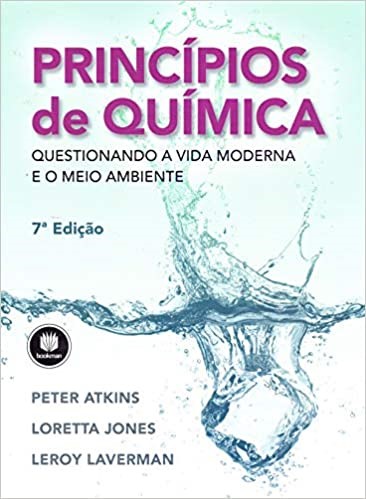 PRINCÍPIOS
de QUÍMICA
QUESTIONANDO A VIDA MODERNA
E O MEIO AMBIENTE
7ª Edição
bookman
PETER ATKINS
LORETTA JONES
LEROY LAVERMAN